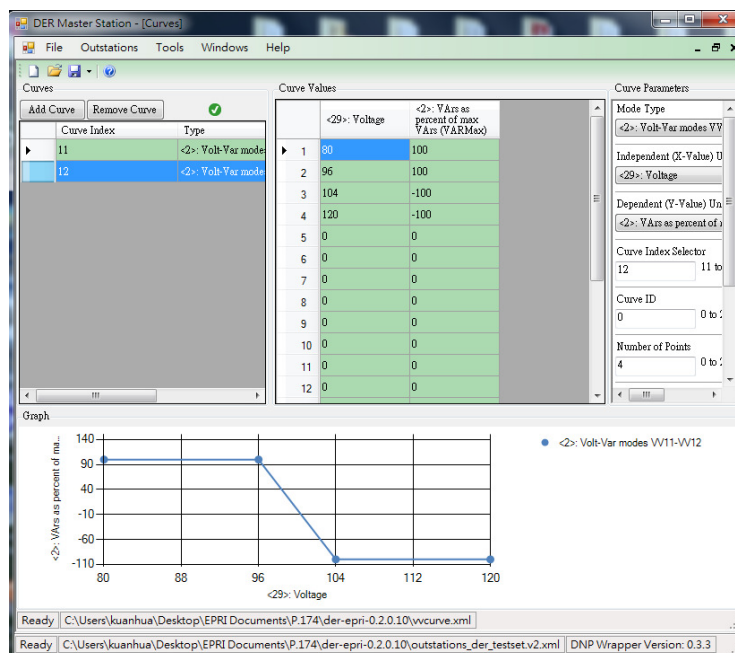 DER Master Station - [Curves]
File Outstations Tools Windows Help
Curves
Add Curve Remove Curve
Curve Index Type
11 <2>: Volt-Var mode
12 <2>: Volt-Var mode
Curve Values
<29>: Voltage <2>: VArs as percent of max VArs (VARMax)
1 80 100
2 96 100
3 104 -100
4 120 -100
5 0 0
6 0 0
7 0 0
8 0 0
9 0 0
10 0 0
11 0 0
12 0 0
Curve Parameters
Mode Type
<2>: Volt-Var modes VV
Independent (X-Value) U
<29>: Voltage
Dependent (Y-Value) Un
<2>: VArs as percent of
Curve Index Selector
12 11 to
Curve ID
0 0 to
Number of Points
4 0 to
Graph
<2>: VArs as percent of ma...
140
90
40
-10
-60
-110
80 88 96 104 112 120
<29>: Voltage
<2>: Volt-Var modes VV11-VV12
Ready C:\Users\kuanhua\Desktop\EPRI Documents\P.174\der-epri-0.2.0.10\vvcurve.xml
Ready C:\Users\kuanhua\Desktop\EPRI Documents\P.174\der-epri-0.2.0.10\outstations_der_testset.v2.xml DNP Wrapper Version: 0.3.3